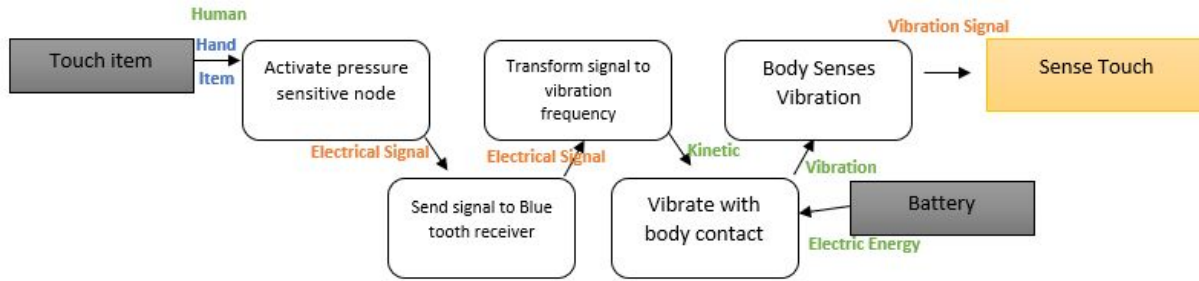 Human
Touch item
Hand
Item
Activate pressure
sensitive node
Electrical Signal
Send signal to Blue
tooth receiver
Electrical Signal
Transform signal to
vibration
frequency
Kinetic
Vibrate with
body contact
Battery
Electric Energy
Vibration
Body Senses
Vibration
Vibration Signal
Sense Touch